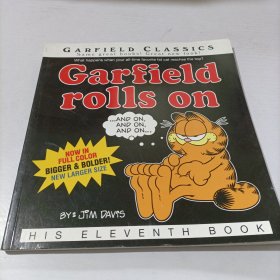 GARFIELD CLASSICS
Same great books! Great new look!
What happens when your all-time favorite fat cat reaches the top?
Garfield
rolls on
...AND ON,
AND ON,
AND ON...
NOW IN
FULL COLOR
BIGGER & BOLDER!
NEW LARGER SIZE
BY: JIM DAVIS
HIS ELEVENTH BOOK